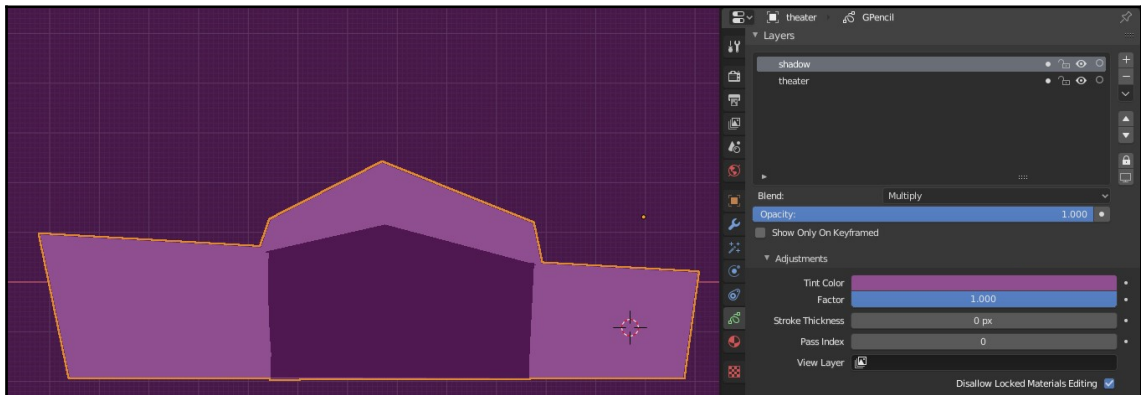 theater › GPencil
Layers
shadow
theater
Blend: Multiply
Opacity: 1.000
Show Only On Keyframed
Adjustments
Tint Color
Factor 1.000
Stroke Thickness 0 px
Pass Index 0
View Layer
Disallow Locked Materials Editing